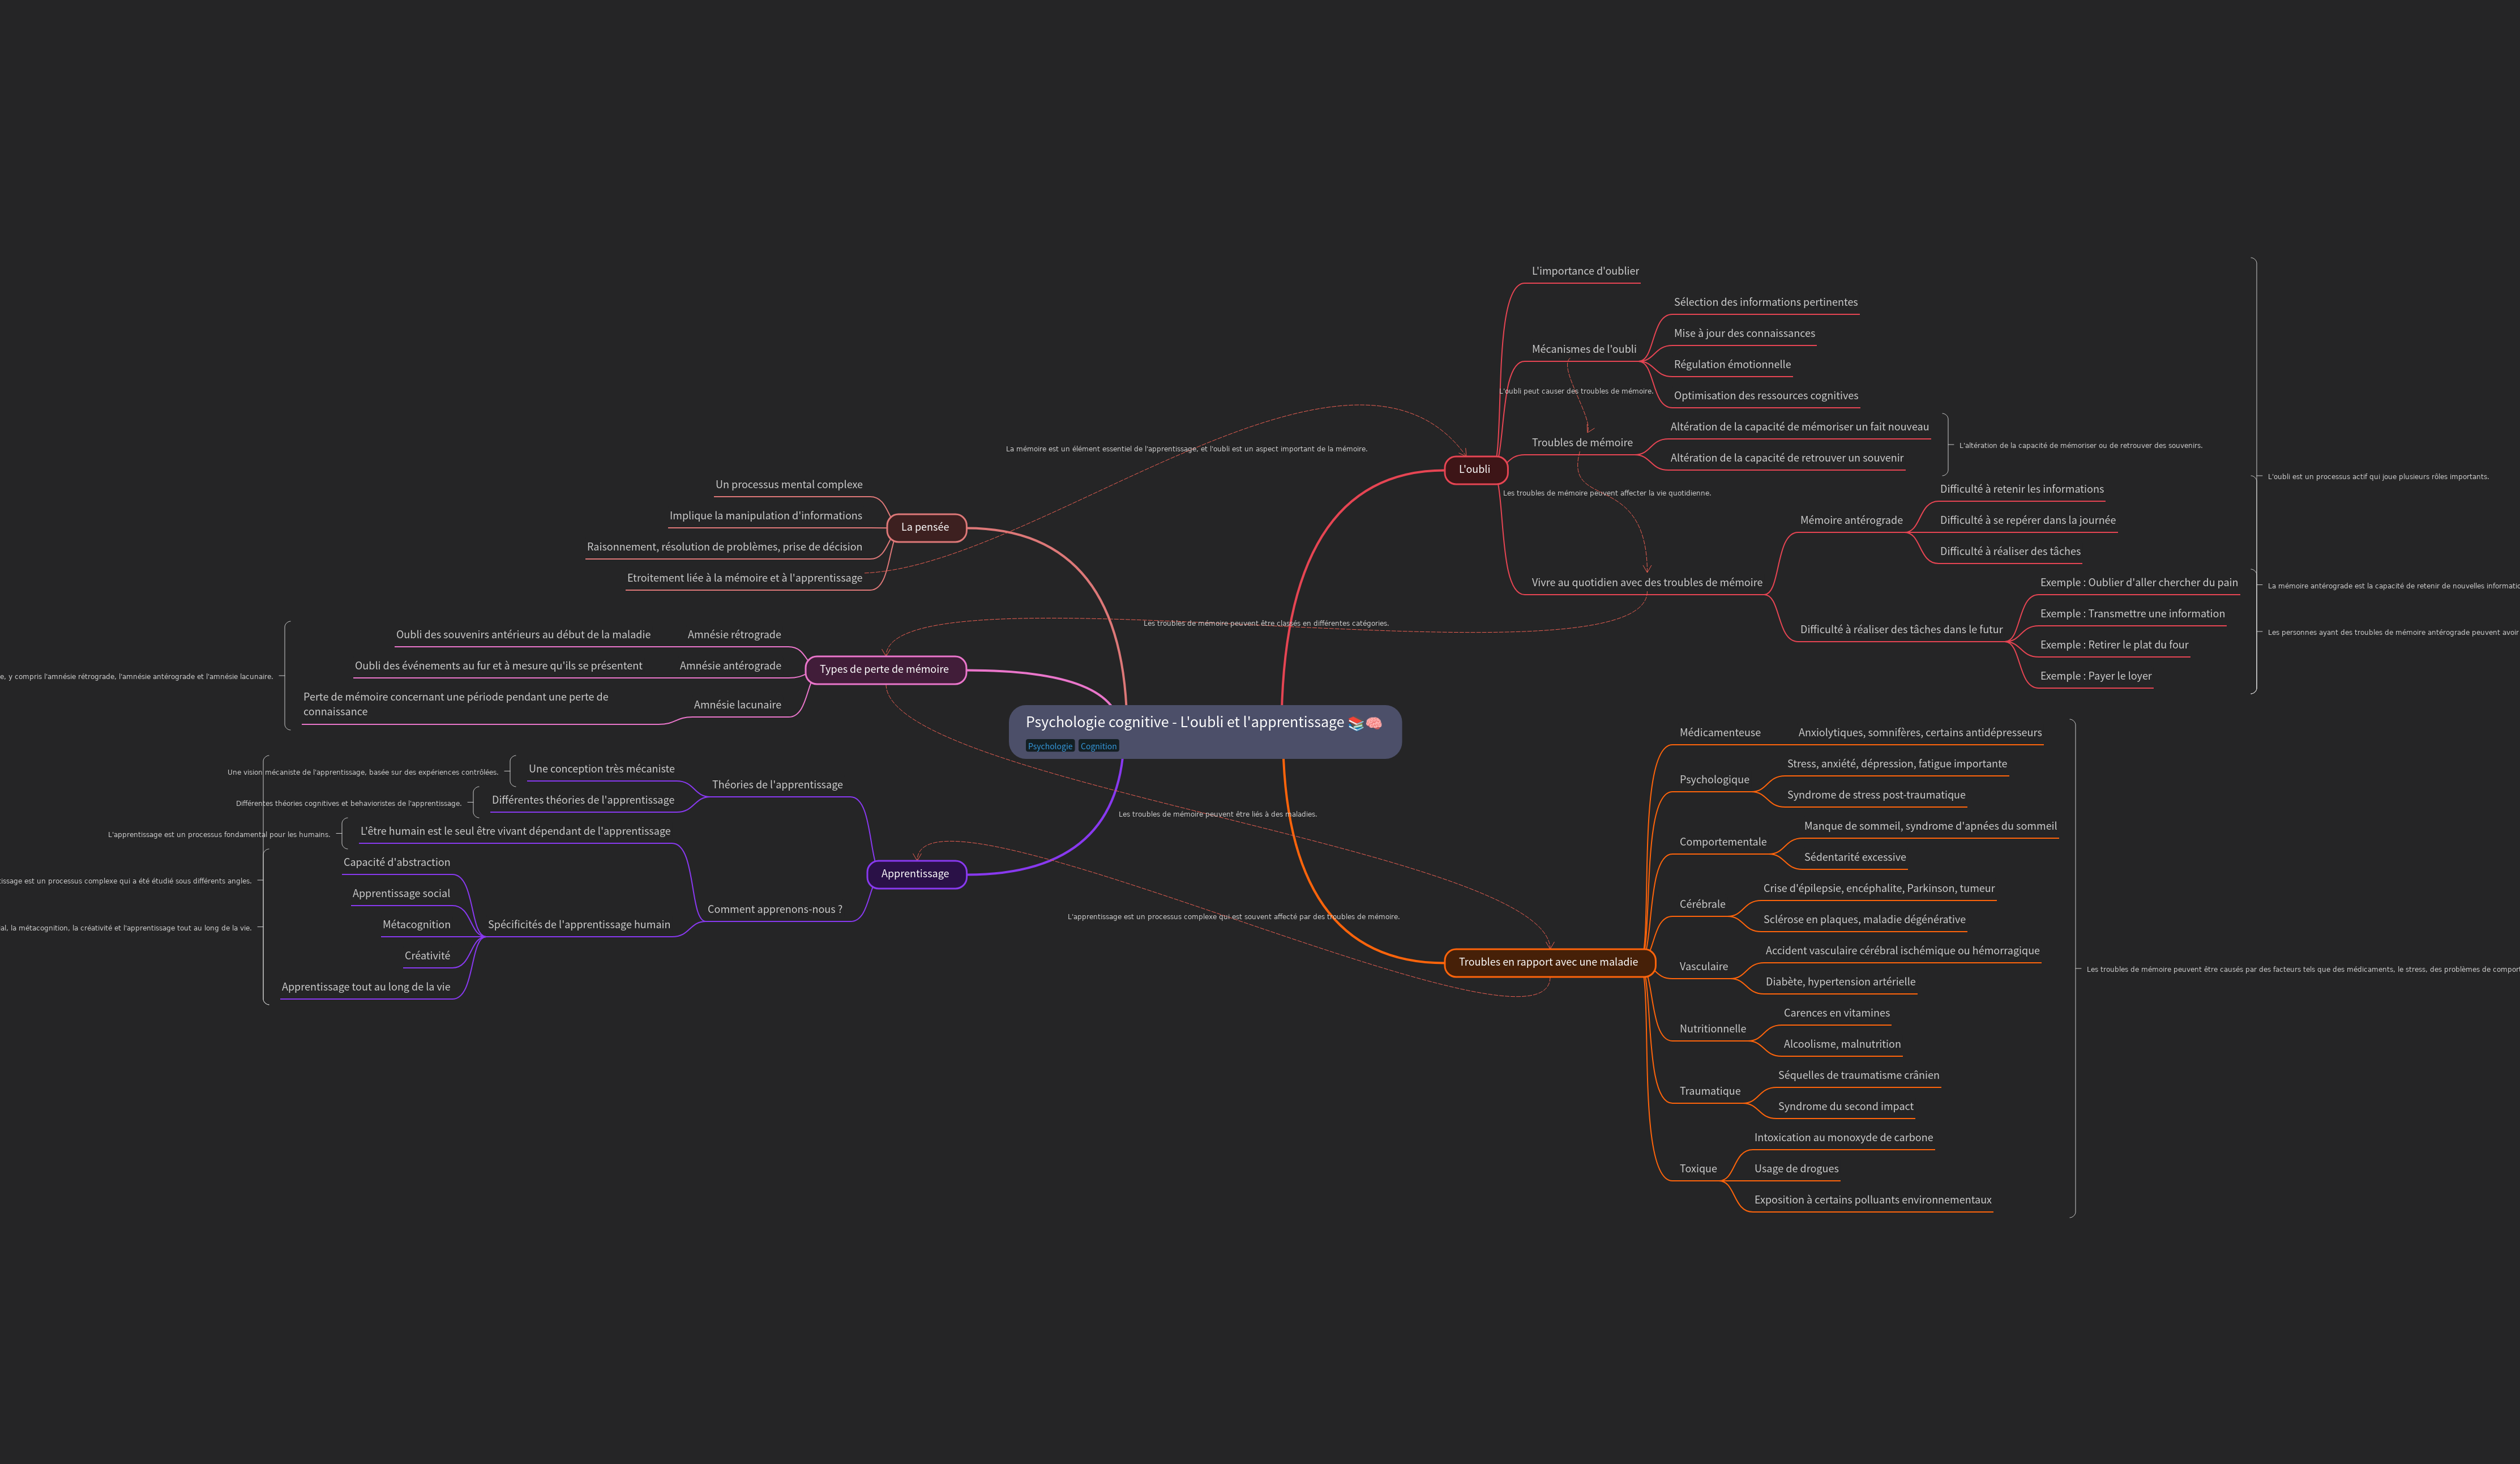 Psychologie cognitive - L'oubli et l'apprentissage 📚🧠
Psychologie Cognition
L'oubli
L'importance d'oublier
Mécanismes de l'oubli
Sélection des informations pertinentes
Mise à jour des connaissances
Régulation émotionnelle
Optimisation des ressources cognitives
L'oubli peut causer des troubles de mémoire.
Troubles de mémoire
Altération de la capacité de mémoriser un fait nouveau
Altération de la capacité de retrouver un souvenir
L'altération de la capacité de mémoriser ou de retrouver des souvenirs.
Les troubles de mémoire peuvent affecter la vie quotidienne.
Vivre au quotidien avec des troubles de mémoire
Mémoire antérograde
Difficulté à retenir les informations
Difficulté à se repérer dans la journée
Difficulté à réaliser des tâches
Difficulté à réaliser des tâches dans le futur
Exemple : Oublier d'aller chercher du pain
Exemple : Transmettre une information
Exemple : Retirer le plat du four
Exemple : Payer le loyer
L'oubli est un processus actif qui joue plusieurs rôles importants.
La mémoire antérograde est la capacité de retenir de nouvelles
Les personnes ayant des troubles de mémoire antérograde peuvent avoir
Troubles en rapport avec une maladie
Médicamenteuse
Anxiolytiques, somnifères, certains antidépresseurs
Psychologique
Stress, anxiété, dépression, fatigue importante
Syndrome de stress post-traumatique
Comportementale
Manque de sommeil, syndrome d'apnées du sommeil
Sédentarité excessive
Cérébrale
Crise d'épilepsie, encéphalite, Parkinson, tumeur
Sclérose en plaques, maladie dégénérative
Vasculaire
Accident vasculaire cérébral ischémique ou hémorragique
Diabète, hypertension artérielle
Nutritionnelle
Carences en vitamines
Alcoolisme, malnutrition
Traumatique
Séquelles de traumatisme crânien
Syndrome du second impact
Toxique
Intoxication au monoxyde de carbone
Usage de drogues
Exposition à certains polluants environnementaux
Les troubles de mémoire peuvent être causés par des facteurs tels que des médicaments, le stress, des problèmes de
La mémoire est un élément essentiel de l'apprentissage, et l'oubli est un aspect important de la mémoire.
La pensée
Un processus mental complexe
Implique la manipulation d'informations
Raisonnement, résolution de problèmes, prise de décision
Etroitement liée à la mémoire et à l'apprentissage
Les troubles de mémoire peuvent être classés en différentes catégories.
Types de perte de mémoire
Amnésie rétrograde
Oubli des souvenirs antérieurs au début de la maladie
Amnésie antérograde
Oubli des événements au fur et à mesure qu'ils se présentent
Amnésie lacunaire
Perte de mémoire concernant une période pendant une perte de
connaissance
y compris l'amnésie rétrograde, l'amnésie antérograde et l'amnésie lacunaire.
Les troubles de mémoire peuvent être liés à des maladies.
L'apprentissage est un processus complexe qui est souvent affecté par des troubles de mémoire.
Apprentissage
Théories de l'apprentissage
Une conception très mécaniste
Une vision mécaniste de l'apprentissage, basée sur des expériences contrôlées.
Différentes théories de l'apprentissage
Différentes théories cognitives et behavioristes de l'apprentissage.
Comment apprenons-nous ?
L'être humain est le seul être vivant dépendant de l'apprentissage
L'apprentissage est un processus fondamental pour les humains.
Spécificités de l'apprentissage humain
Capacité d'abstraction
Apprentissage social
Métacognition
Créativité
Apprentissage tout au long de la vie
est un processus complexe qui a été étudié sous différents angles.
la métacognition, la créativité et l'apprentissage tout au long de la vie.